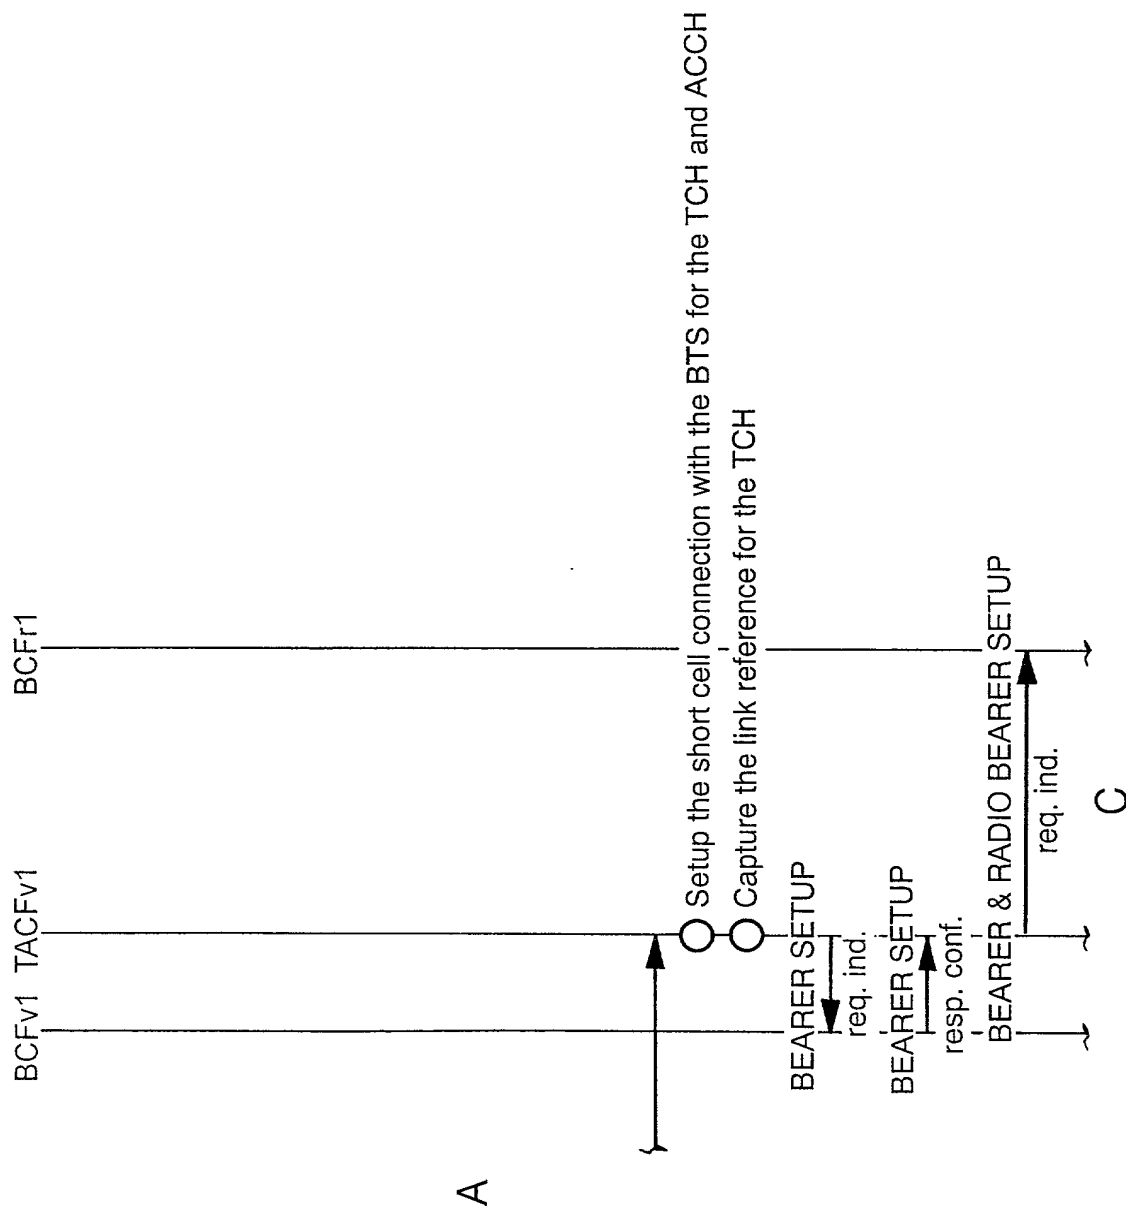 BCFv1
TACFv1
BCFr1
A
Setup the short cell connection with the BTS for the TCH and ACCH
Capture the link reference for the TCH
BEARER SETUP
req. ind.
BEARER SETUP
resp. conf.
BEARER & RADIO BEARER SETUP
req. ind.
C